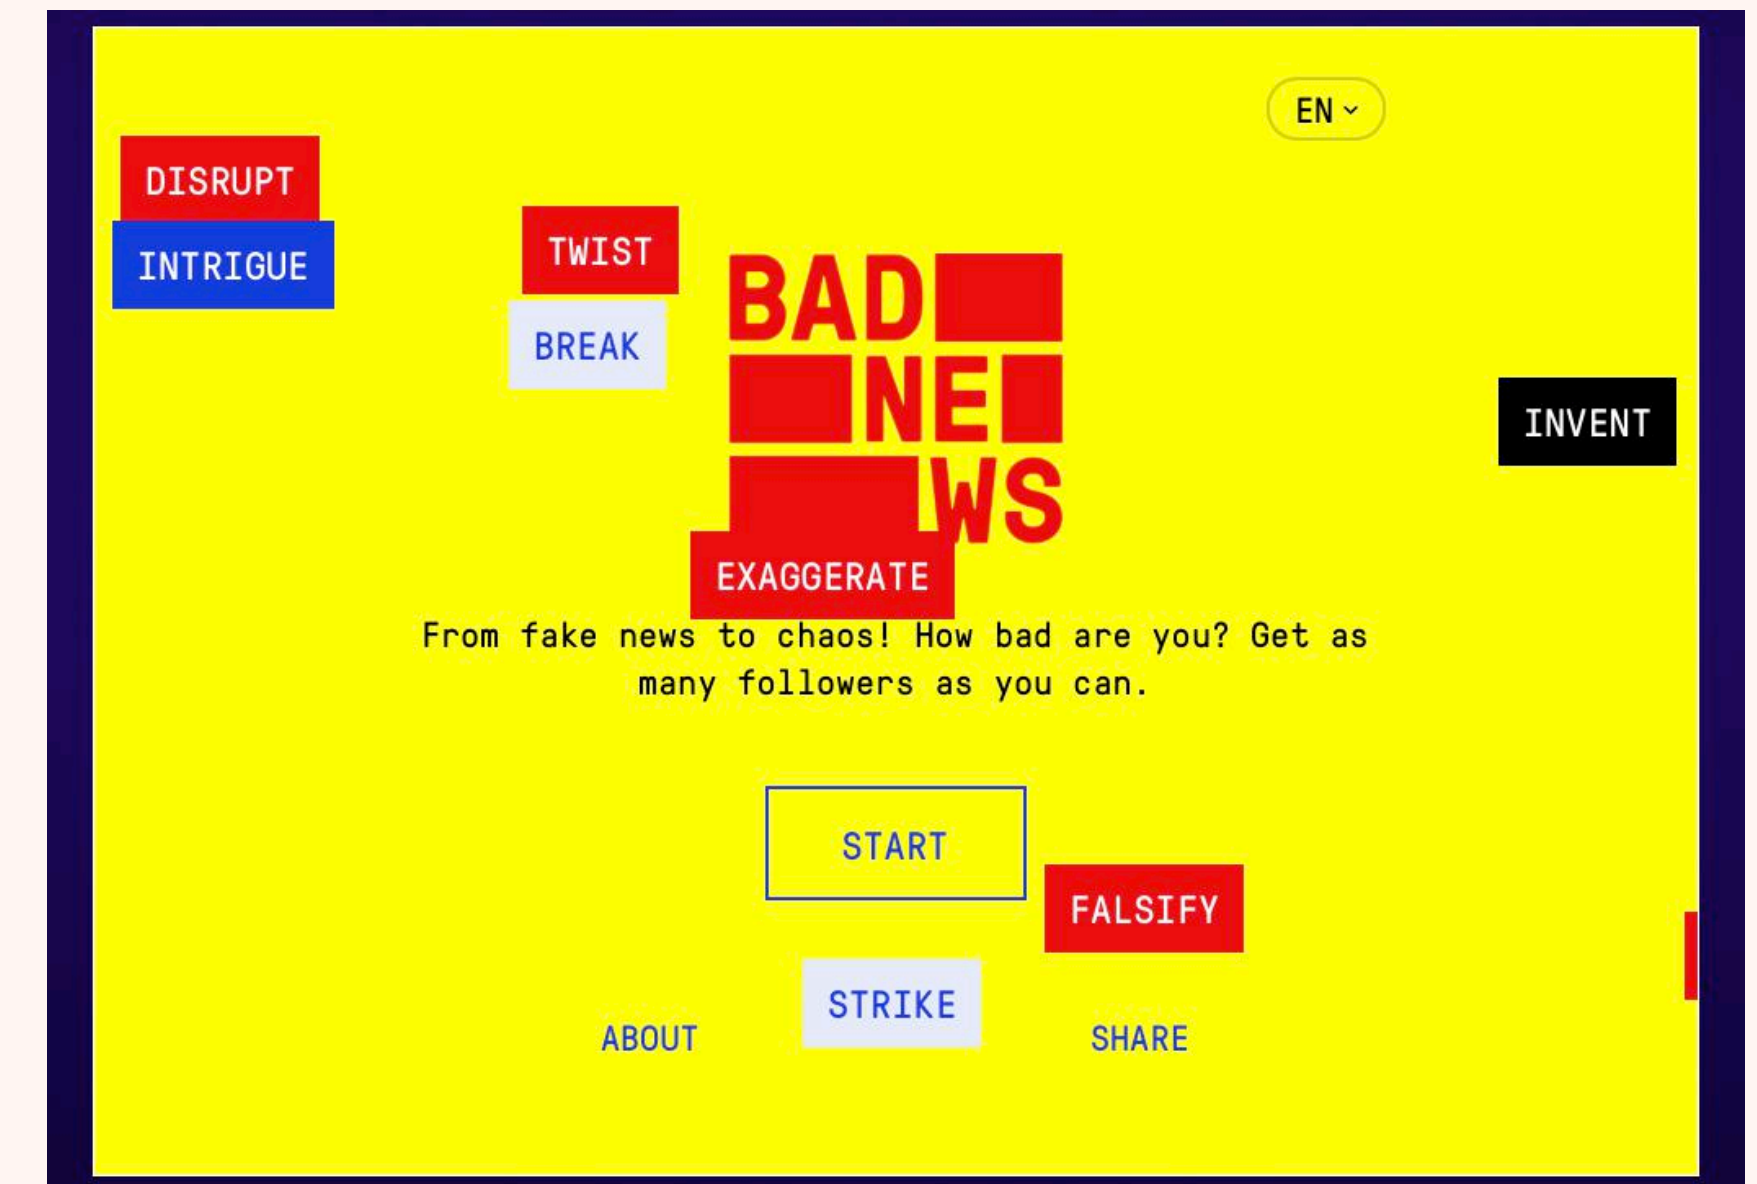 EN
DISRUPT
INTRIGUE
TWIST
BREAK
BAD
NE
WS
INVENT
EXAGGERATE
From fake news to chaos! How bad are you? Get as
many followers as you can.
START
FALSIFY
STRIKE
ABOUT
SHARE